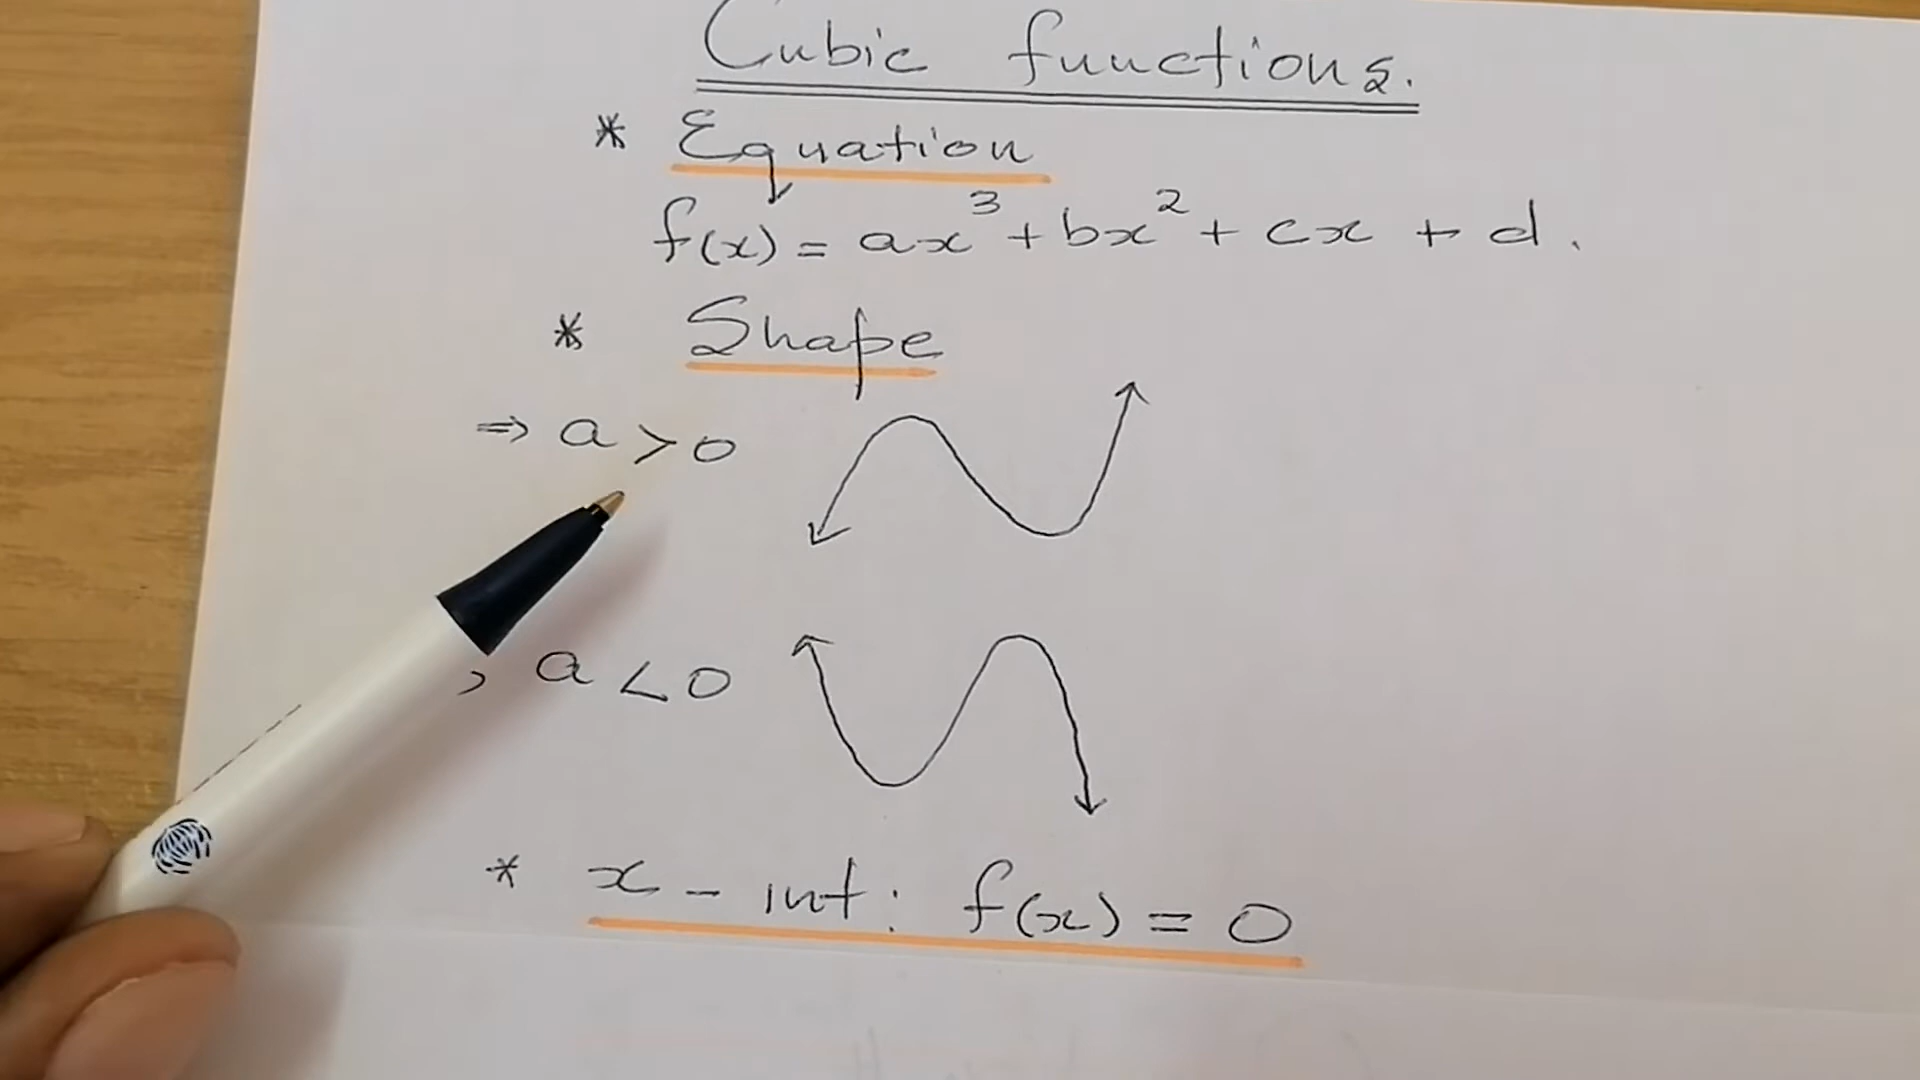 Cubic functions.
* Equation
f(x) = ax³ + bx² + cx + d.
* Shape
⇒ a > 0
a < 0
* x - int: f(x) = 0